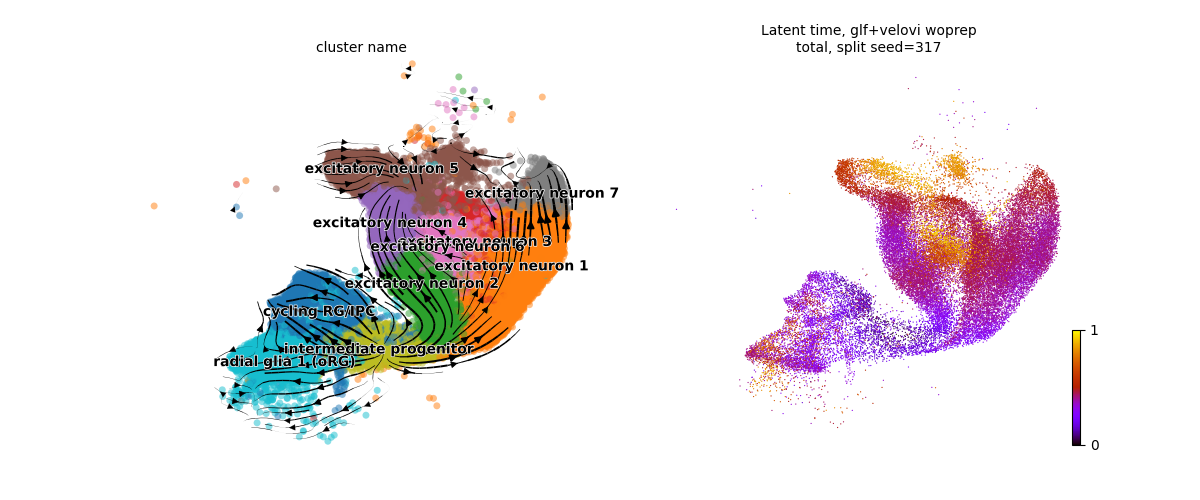 cluster name
Latent time, glf+velovi woprep
total, split seed=317
excitatory neuron 5
excitatory neuron 7
excitatory neuron 4
excitatory neuron 3
excitatory neuron 6
excitatory neuron 1
excitatory neuron 2
cycling RG/IPC
intermediate progenitor
radial glia 1 (oRG)
1
0